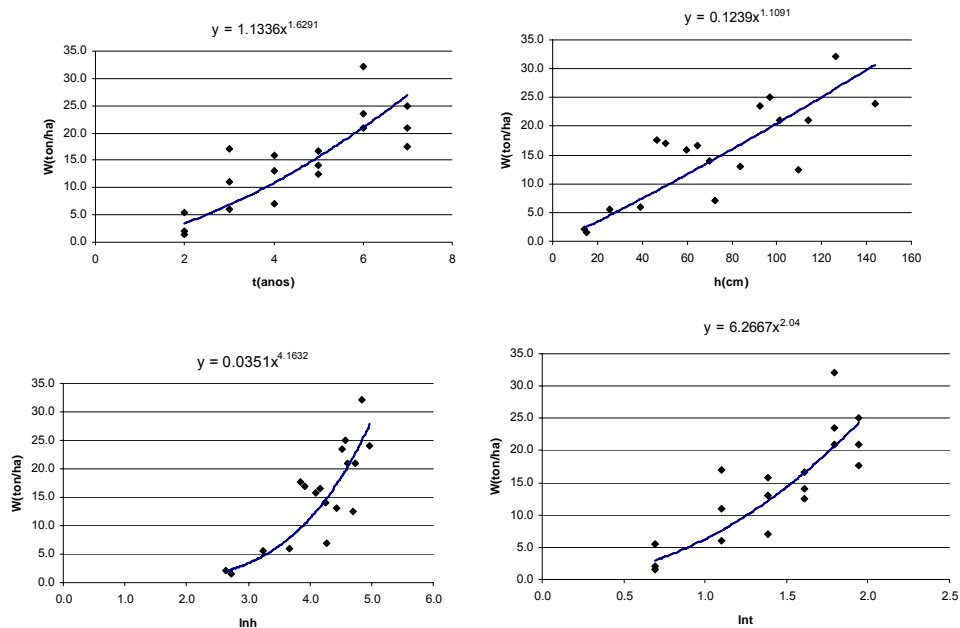 y = 1.1336x^1.6291
35.0
30.0
25.0
20.0
15.0
10.0
5.0
0.0
W(ton/ha)
0 2 4 6 8
t(anos)
y = 0.1239x^1.1091
35.0
30.0
25.0
20.0
15.0
10.0
5.0
0.0
W(ton/ha)
0 20 40 60 80 100 120 140 160
h(cm)
y = 0.0351x^4.1632
35.0
30.0
25.0
20.0
15.0
10.0
5.0
0.0
W(ton/ha)
0.0 1.0 2.0 3.0 4.0 5.0 6.0
lnh
y = 6.2667x^2.04
35.0
30.0
25.0
20.0
15.0
10.0
5.0
0.0
W(ton/ha)
0.0 0.5 1.0 1.5 2.0 2.5
lnt